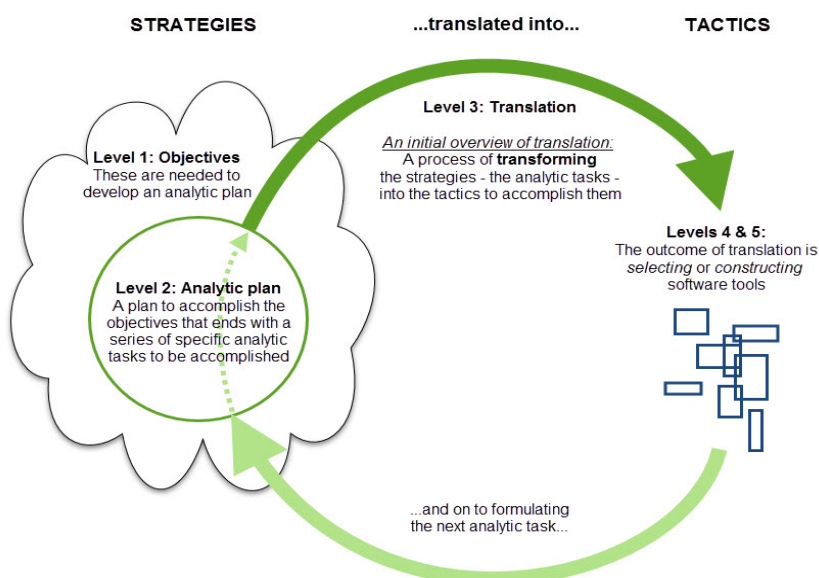 STRATEGIES
...translated into...
TACTICS
Level 1: Objectives
These are needed to
develop an analytic plan
Level 2: Analytic plan
A plan to accomplish the
objectives that ends with a
series of specific analytic
tasks to be accomplished
Level 3: Translation
An initial overview of translation:
A process of transforming
the strategies - the analytic tasks -
into the tactics to accomplish them
Levels 4 & 5:
The outcome of translation is
selecting or constructing
software tools
...and on to formulating
the next analytic task...